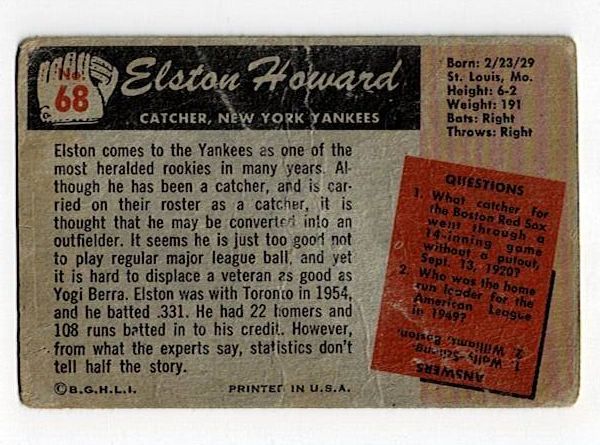 No.
68
Elston Howard
CATCHER, NEW YORK YANKEES
Born: 2/23/29
St. Louis, Mo.
Height: 6-2
Weight: 191
Bats: Right
Throws: Right
Elston comes to the Yankees as one of the
most heralded rookies in many years. Al-
though he has been a catcher, and is car-
ried on their roster as a catcher, it is
thought that he may be converted into an
outfielder. It seems he is just too good not
to play regular major league ball, and yet
it is hard to displace a veteran as good as
Yogi Berra. Elston was with Toronto in 1954,
and he batted .331. He had 22 homers and
108 runs batted in to his credit. However,
from what the experts say, statistics don't
tell half the story.
©B.G.H.L.I.
PRINTED IN U.S.A.
QUESTIONS
1. What catcher for
the Boston Red Sox
went through a
14-inning game
without a putout,
Sept. 13, 1920?
2. Who was the home
run leader for the
American League
in 1949?
ANSWERS
1. Wally
2. Williams, Boston.